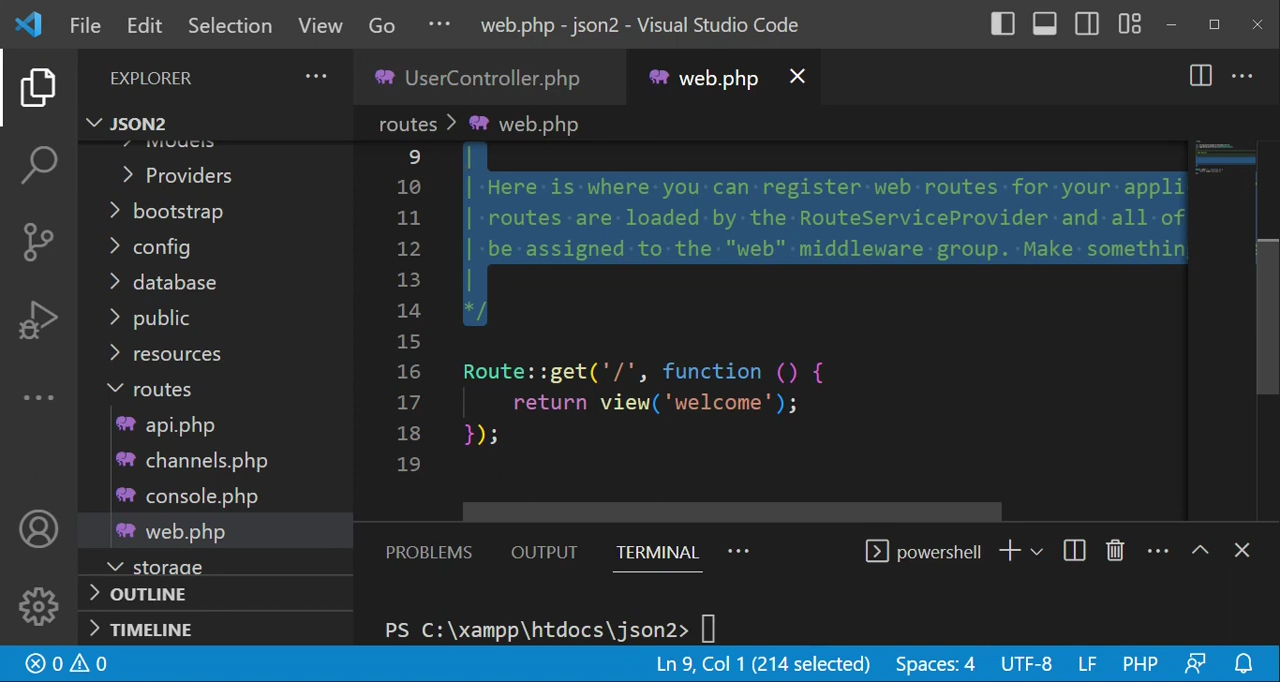 File Edit Selection View Go ··· web.php - json2 - Visual Studio Code
EXPLORER ···
UserController.php
web.php
JSON2
routes > web.php
Models
Providers
bootstrap
config
database
public
resources
routes
api.php
channels.php
console.php
web.php
storage
OUTLINE
TIMELINE
9 |
10 | Here is where you can register web routes for your appli
11 | routes are loaded by the RouteServiceProvider and all of
12 | be assigned to the "web" middleware group. Make somethin
13 |
14 */
15
16 Route::get('/', function () {
17 return view('welcome');
18 });
19
PROBLEMS OUTPUT TERMINAL ··· powershell
PS C:\xampp\htdocs\json2>
0 0 Ln 9, Col 1 (214 selected) Spaces: 4 UTF-8 LF PHP